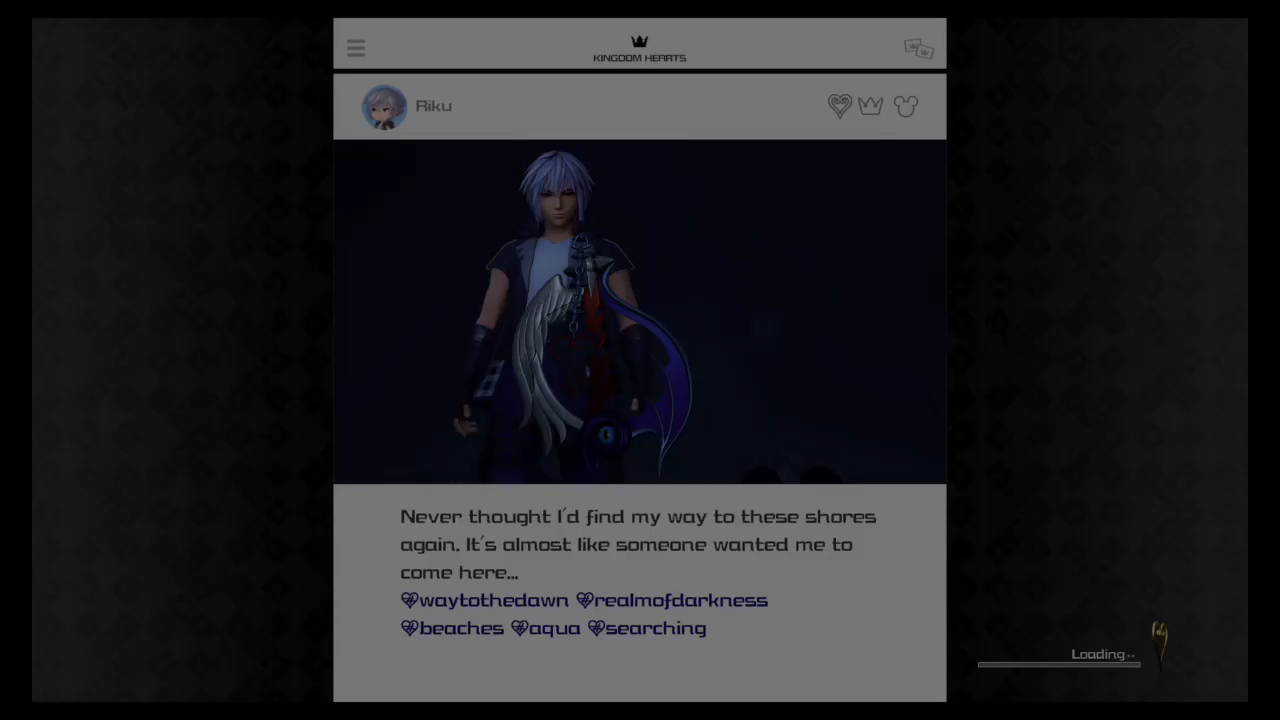 KINGDOM HEARTS
Riku
Never thought I'd find my way to these shores
again. It's almost like someone wanted me to
come here...
#waytothedawn #realmofdarkness
#beaches #aqua #searching
Loading..